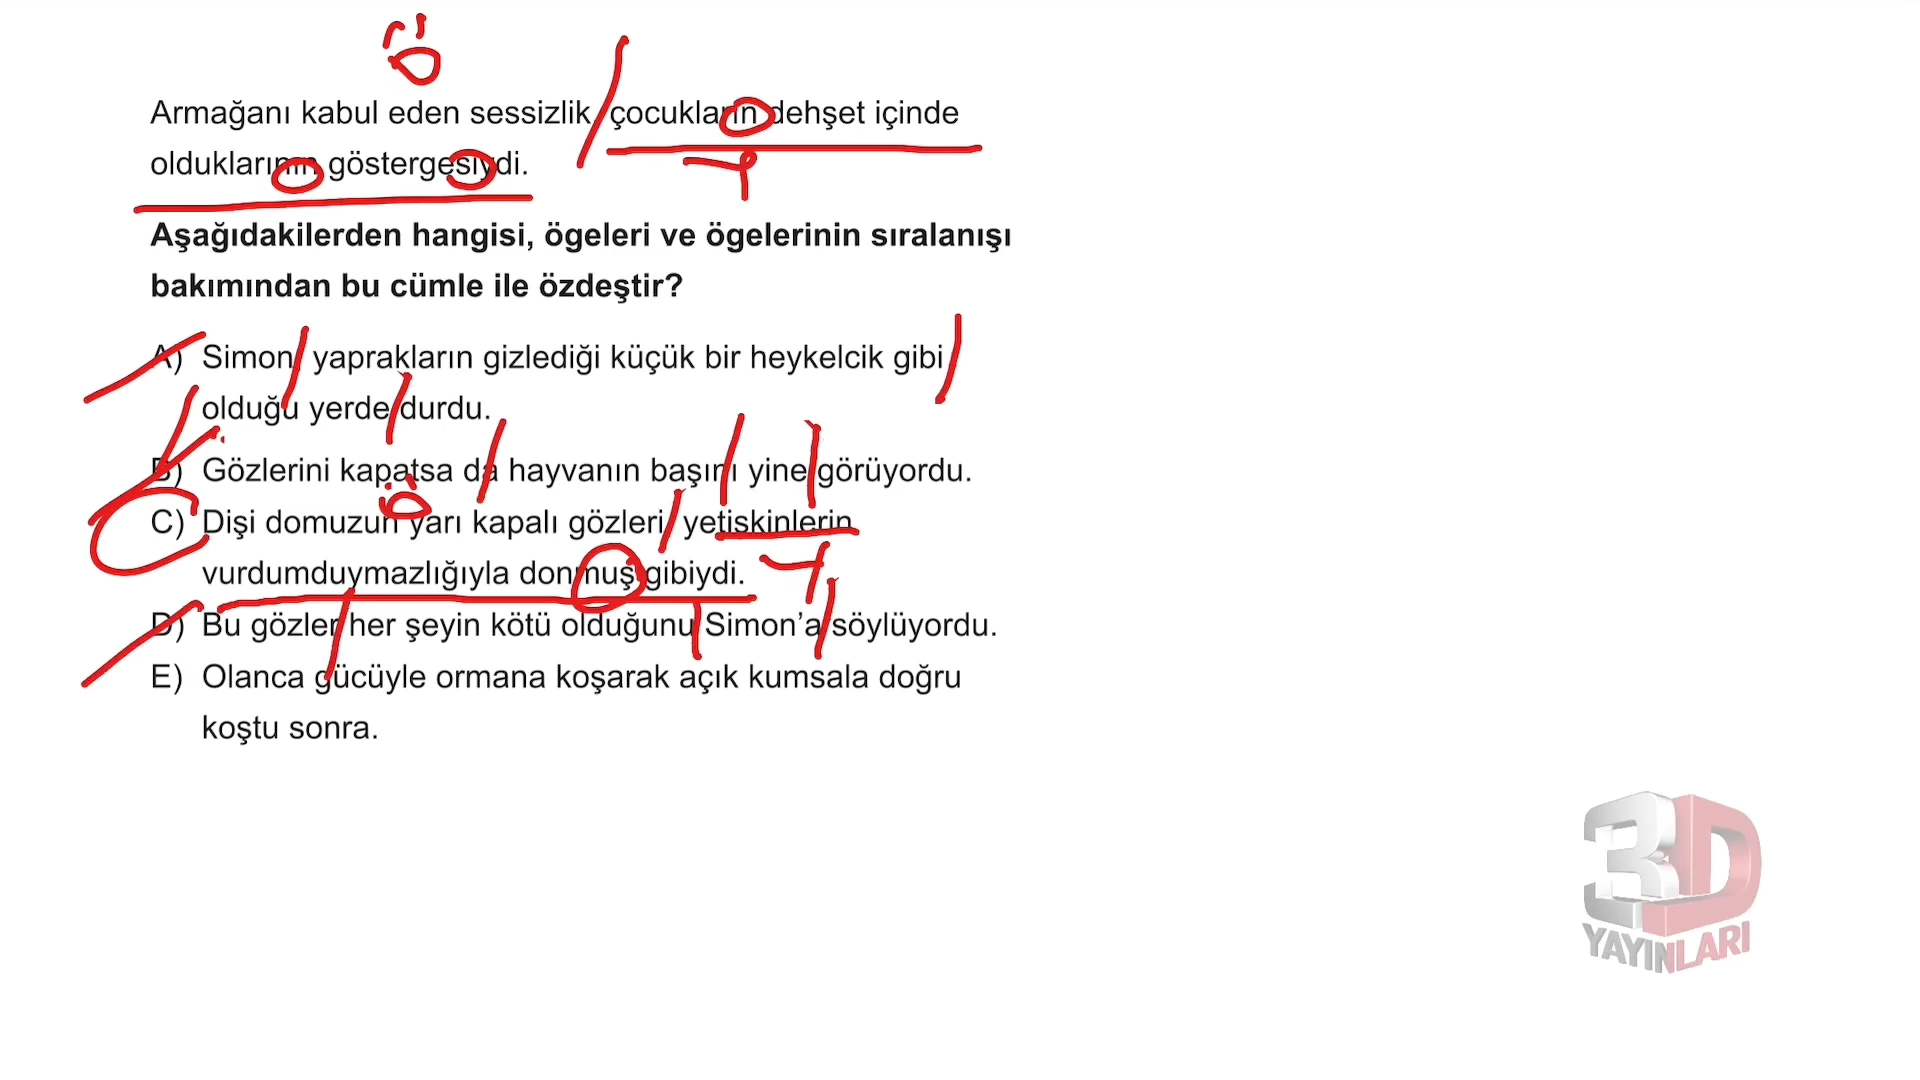 Ö
Armağanı kabul eden sessizlik, çocukların dehşet içinde
olduklarının göstergesiydi.
Aşağıdakilerden hangisi, ögeleri ve ögelerinin sıralanışı
bakımından bu cümle ile özdeştir?
A) Simon, yaprakların gizlediği küçük bir heykelcik gibi
olduğu yerde durdu.
B) Gözlerini kapatsa da hayvanın başını yine görüyordu.
Ö
C) Dişi domuzun yarı kapalı gözleri, yetişkinlerin
vurdumduymazlığıyla donmuş gibiydi.
D) Bu gözler her şeyin kötü olduğunu Simon’a söylüyordu.
E) Olanca gücüyle ormana koşarak açık kumsala doğru
koştu sonra.
3D
YAYINLARI